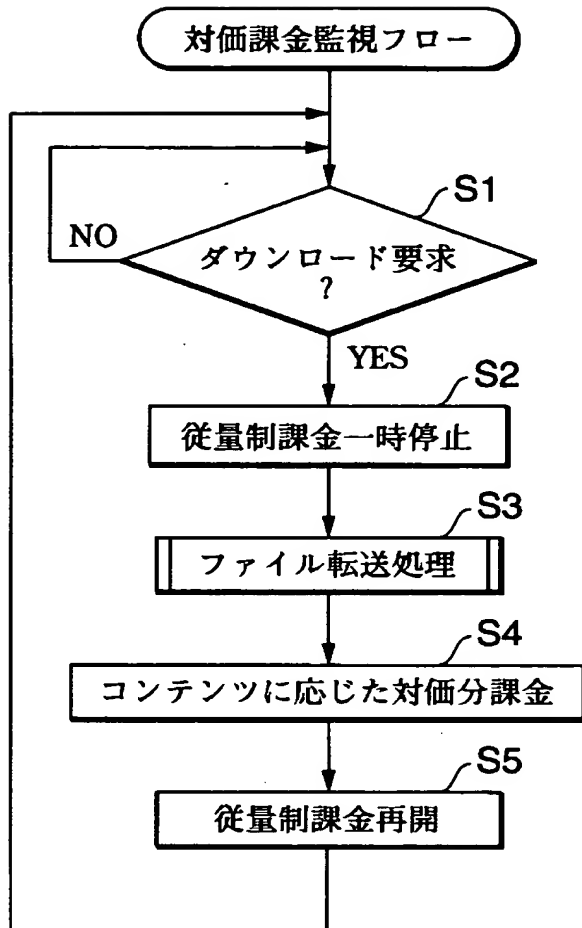 対価課金監視フロー
S1
NO
ダウンロード要求
?
YES
S2
従量制課金一時停止
S3
ファイル転送処理
S4
コンテンツに応じた対価分課金
S5
従量制課金再開